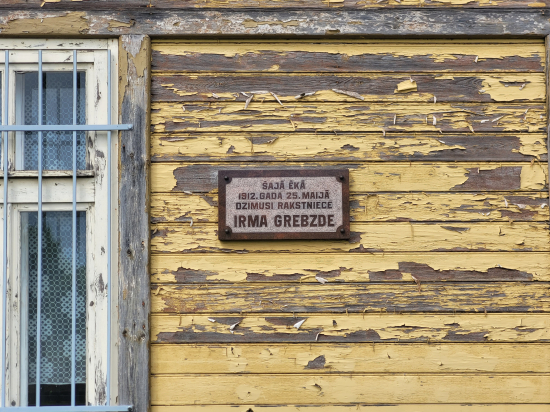 ŠAJĀ ĒKĀ
1912. GADA 25. MAIJĀ
DZIMUSI RAKSTNIECE
IRMA GREBZDE